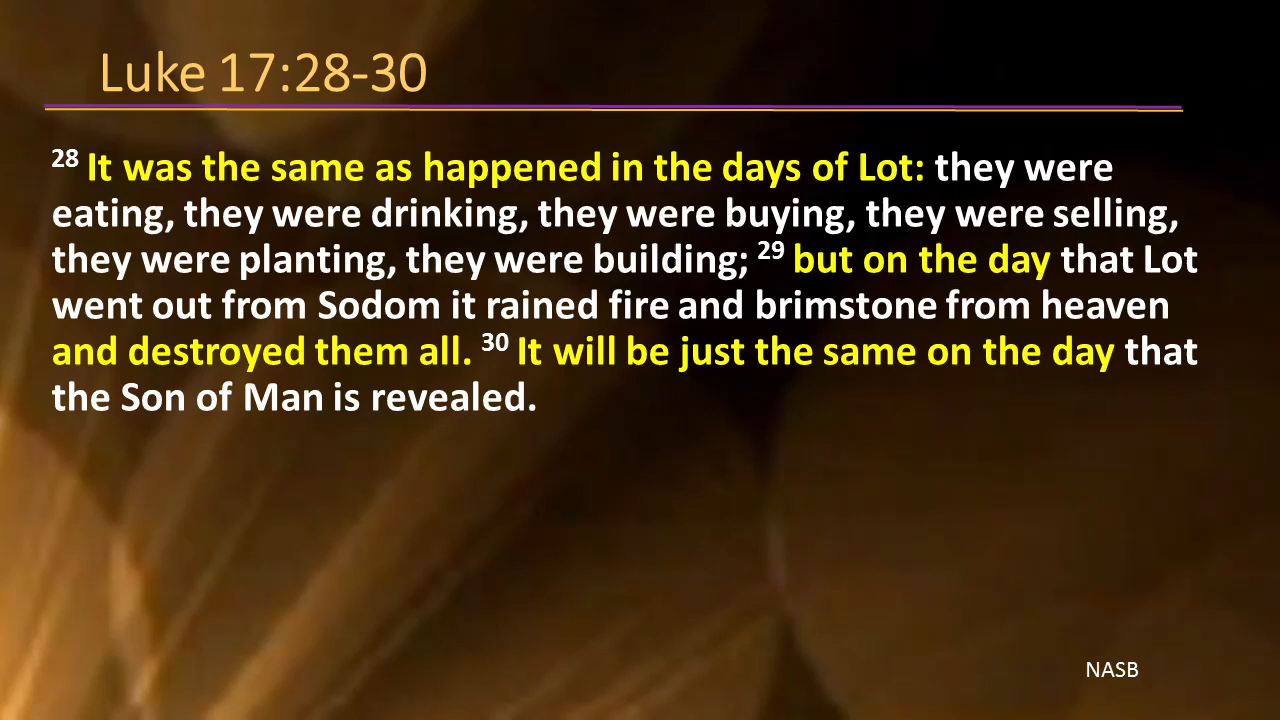 Luke 17:28-30
28 It was the same as happened in the days of Lot: they were
eating, they were drinking, they were buying, they were selling,
they were planting, they were building; 29 but on the day that Lot
went out from Sodom it rained fire and brimstone from heaven
and destroyed them all. 30 It will be just the same on the day that
the Son of Man is revealed.
NASB